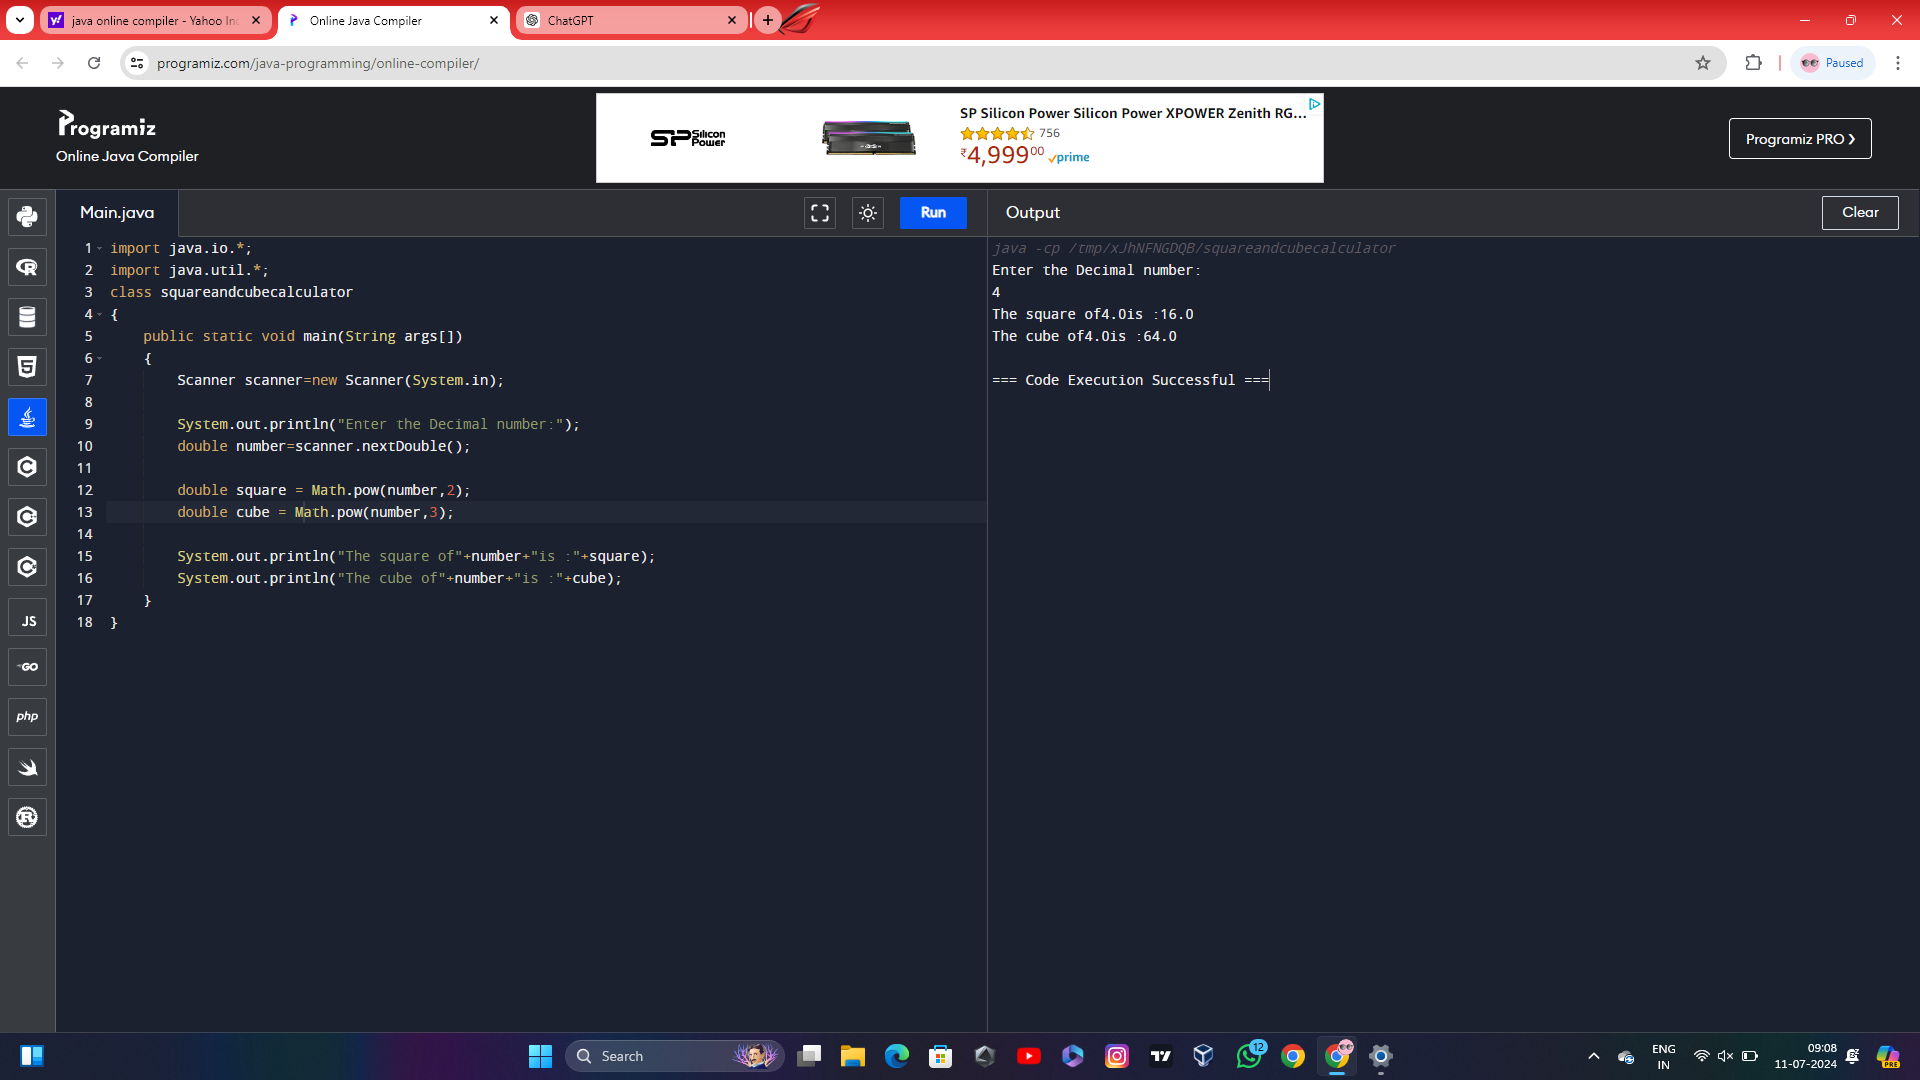 java online compiler - Yahoo In
Online Java Compiler
ChatGPT
programiz.com/java-programming/online-compiler/
Paused
Programiz
Online Java Compiler
SP Silicon Power
SP Silicon Power Silicon Power XPOWER Zenith RG...
756
₹4,99900 prime
Programiz PRO ❯
Main.java
Run
Output
Clear
1 import java.io.*;
2 import java.util.*;
3 class squareandcubecalculator
4 {
5 public static void main(String args[])
6 {
7 Scanner scanner=new Scanner(System.in);
8
9 System.out.println("Enter the Decimal number:");
10 double number=scanner.nextDouble();
11
12 double square = Math.pow(number,2);
13 double cube = Math.pow(number,3);
14
15 System.out.println("The square of"+number+"is :"+square);
16 System.out.println("The cube of"+number+"is :"+cube);
17 }
18 }
java -cp /tmp/xJhNFNGDQB/squareandcubecalculator
Enter the Decimal number:
4
The square of4.0is :16.0
The cube of4.0is :64.0
=== Code Execution Successful ===
JS
GO
php
Search
12
ENG
IN
09:08
11-07-2024
PRE